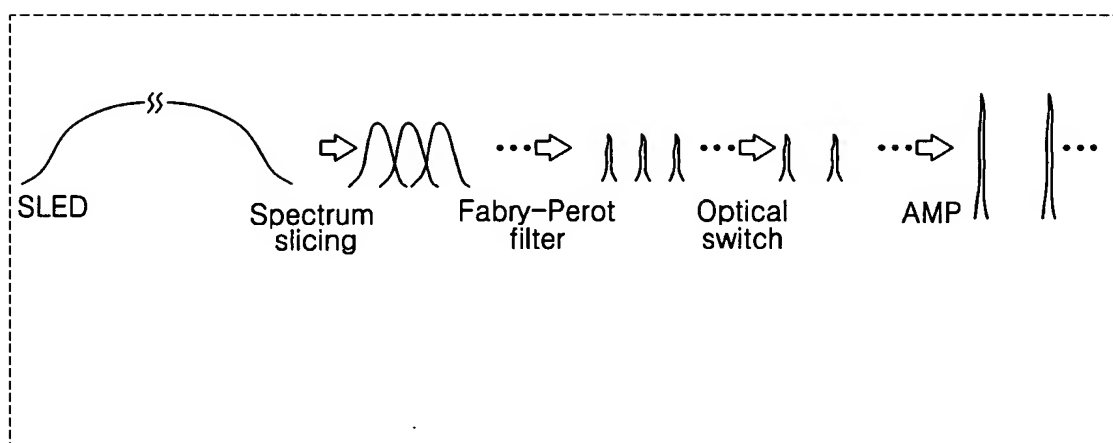 SLED
Spectrum
slicing
Fabry-Perot
filter
Optical
switch
AMP